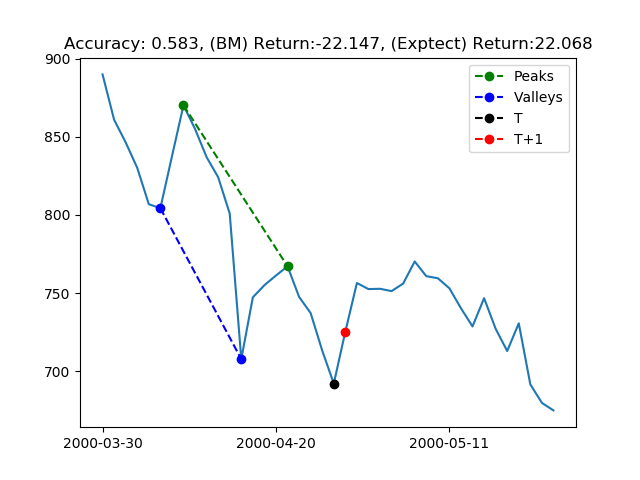 Accuracy: 0.583, (BM) Return:-22.147, (Exptect) Return:22.068
900
850
800
750
700
Peaks
Valleys
T
T+1
2000-03-30
2000-04-20
2000-05-11